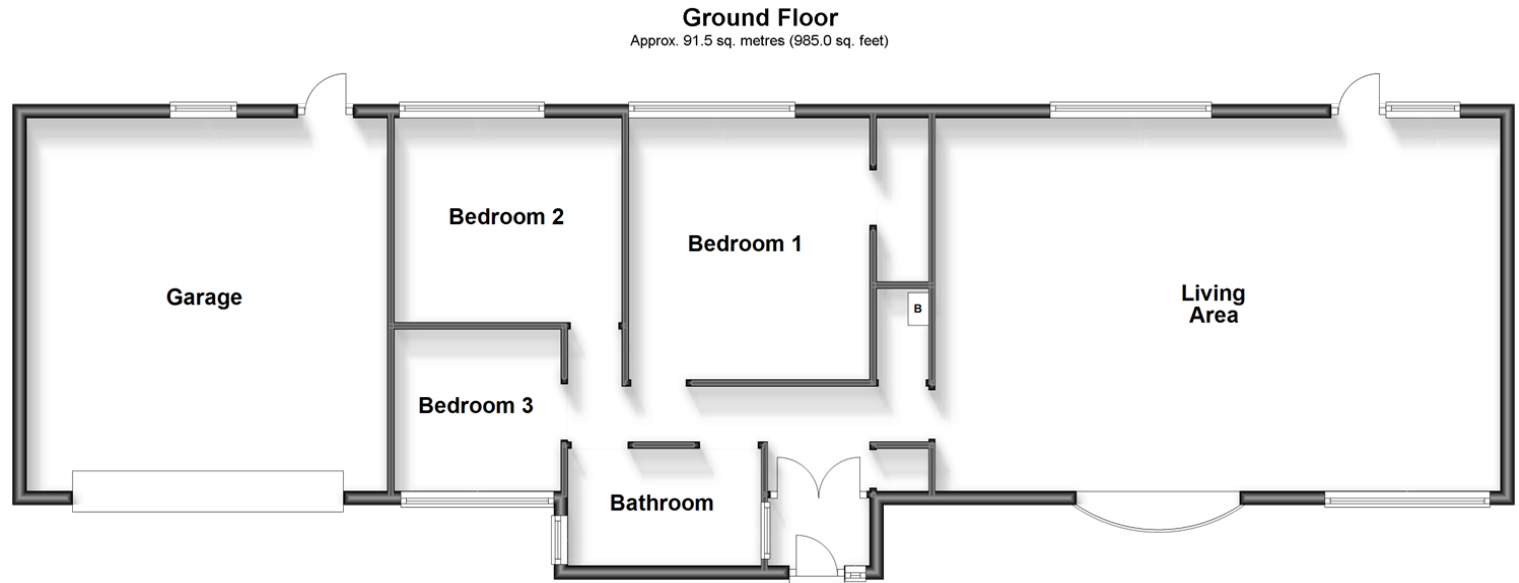 Ground Floor
Approx. 91.5 sq. metres (985.0 sq. feet)
Bedroom 2
Bedroom 1
Garage
Living
Area
B
Bedroom 3
Bathroom